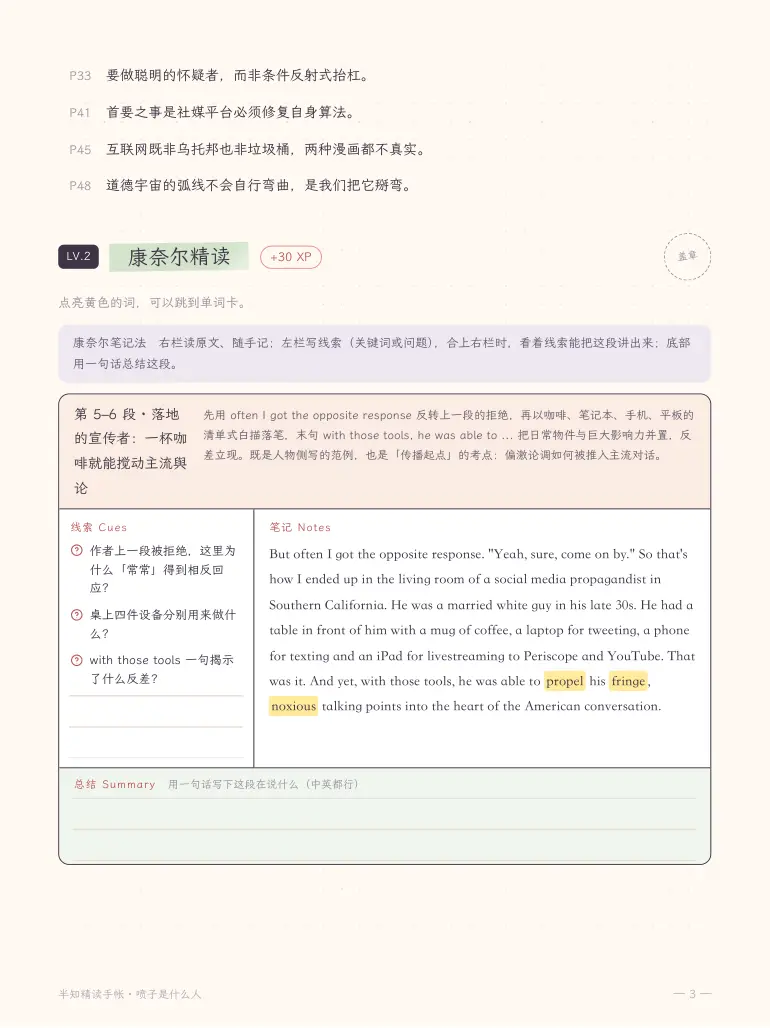 P33 要做聪明的怀疑者，而非条件反射式抬杠。
P41 首要之事是社媒平台必须修复自身算法。
P45 互联网既非乌托邦也非垃圾桶，两种漫画都不真实。
P48 道德宇宙的弧线不会自行弯曲，是我们把它掰弯。
LV.2 康奈尔精读 +30 XP 盖章
点亮黄色的词，可以跳到单词卡。
康奈尔笔记法 右栏读原文、随手记；左栏写线索（关键词或问题），合上右栏时，看着线索能把这段讲出来；底部
用一句话总结这段。
第 5–6 段·落地
的宣传者：一杯咖
啡就能搅动主流舆
论
先用 often I got the opposite response 反转上一段的拒绝，再以咖啡、笔记本、手机、平板的
清单式白描落笔，末句 with those tools, he was able to … 把日常物件与巨大影响力并置，反
差立现。既是人物侧写的范例，也是「传播起点」的考点：偏激论调如何被推入主流对话。
线索 Cues
作者上一段被拒绝，这里为
什么「常常」得到相反回
应？
桌上四件设备分别用来做什
么？
with those tools 一句揭示
了什么反差？
笔记 Notes
But often I got the opposite response. "Yeah, sure, come on by." So that's
how I ended up in the living room of a social media propagandist in
Southern California. He was a married white guy in his late 30s. He had a
table in front of him with a mug of coffee, a laptop for tweeting, a phone
for texting and an iPad for livestreaming to Periscope and YouTube. That
was it. And yet, with those tools, he was able to propel his fringe,
noxious talking points into the heart of the American conversation.
总结 Summary 用一句话写下这段在说什么（中英都行）
半知精读手帐·喷子是什么人
— 3 —